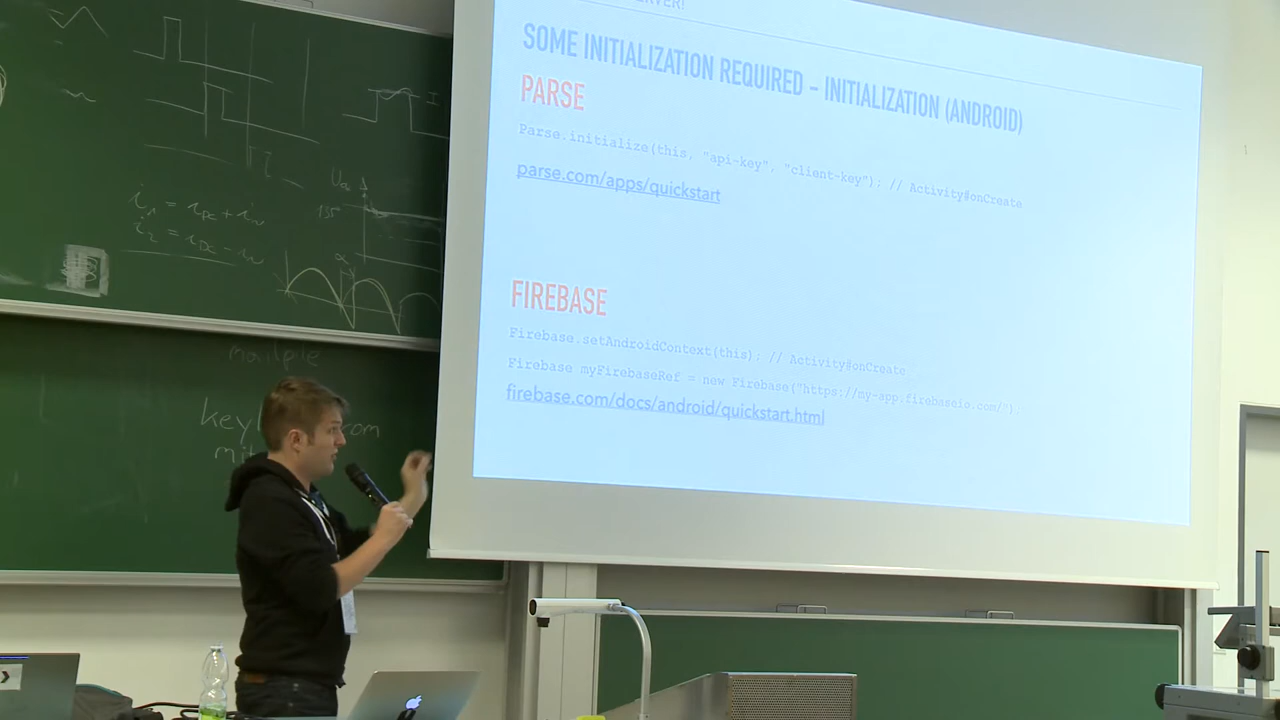 SOME INITIALIZATION REQUIRED - INITIALIZATION (ANDROID)
PARSE
Parse.initialize(this, "api-key", "client-key"); // Activity#onCreate
parse.com/apps/quickstart
FIREBASE
Firebase.setAndroidContext(this); // Activity#onCreate
Firebase myFirebaseRef = new Firebase("https://my-app.firebaseio.com/").
firebase.com/docs/android/quickstart.html
mailpile
key